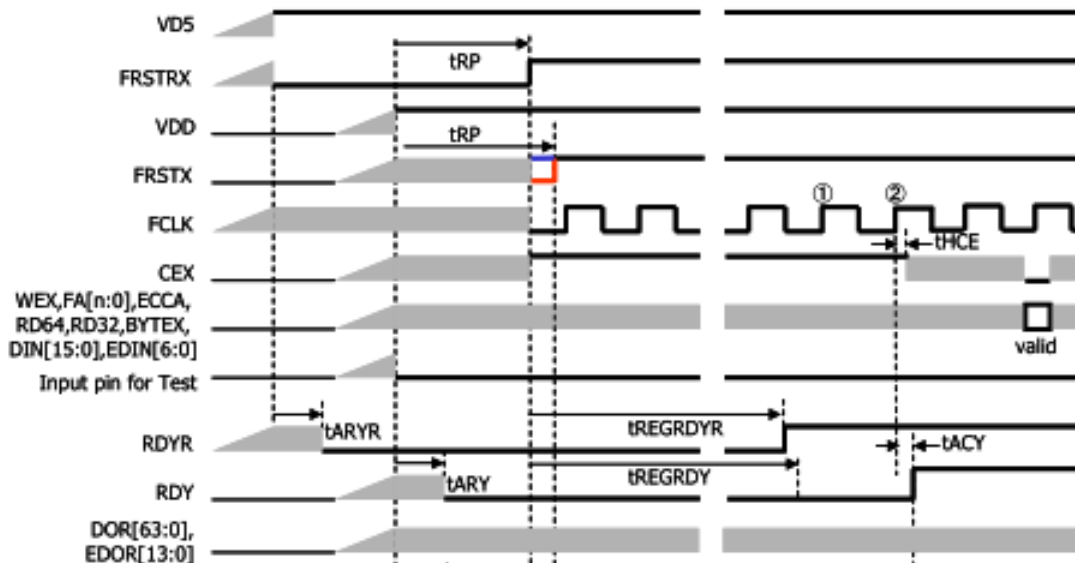 VD5
tRP
FRSTRX
VDD
tRP
FRSTX
① ②
FCLK
tHCE
CEX
WEX,FA[n:0],ECCA,
RD64,RD32,BYTEX,
DIN[15:0],EDIN[6:0]
valid
Input pin for Test
tARYR
tREGRDYR
RDYR
tACY
tARY
tREGRDY
RDY
DOR[63:0],
EDOR[13:0]